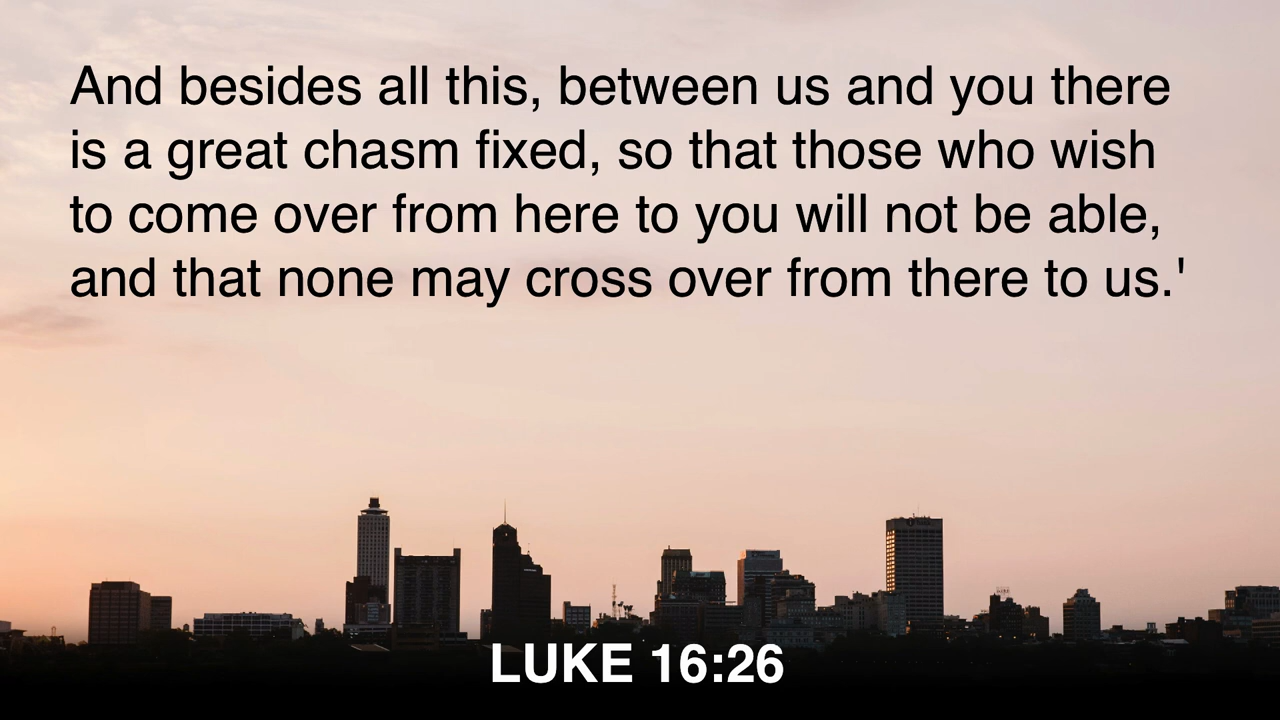 And besides all this, between us and you there
is a great chasm fixed, so that those who wish
to come over from here to you will not be able,
and that none may cross over from there to us.'
LUKE 16:26